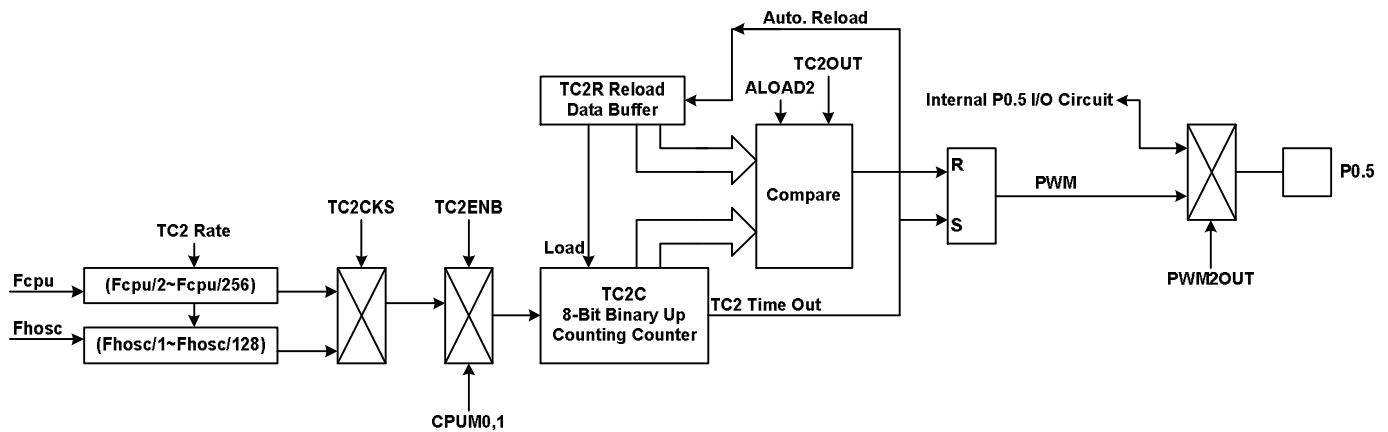 Auto. Reload
TC2OUT
ALOAD2
TC2R Reload
Data Buffer
Internal P0.5 I/O Circuit
R
P0.5
PWM
Compare
TC2CKS
TC2ENB
S
TC2 Rate
Load
PWM2OUT
Fcpu
(Fcpu/2~Fcpu/256)
TC2C
8-Bit Binary Up
Counting Counter
TC2 Time Out
Fhosc
(Fhosc/1~Fhosc/128)
CPUM0,1